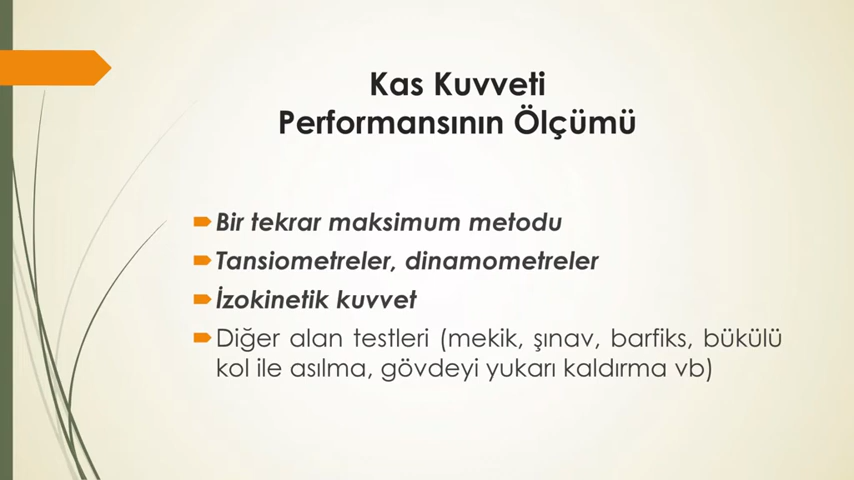 Kas Kuvveti
Performansının Ölçümü
Bir tekrar maksimum metodu
Tansiometreler, dinamometreler
İzokinetik kuvvet
Diğer alan testleri (mekik, şınav, barfiks, bükülü
kol ile asılma, gövdeyi yukarı kaldırma vb)